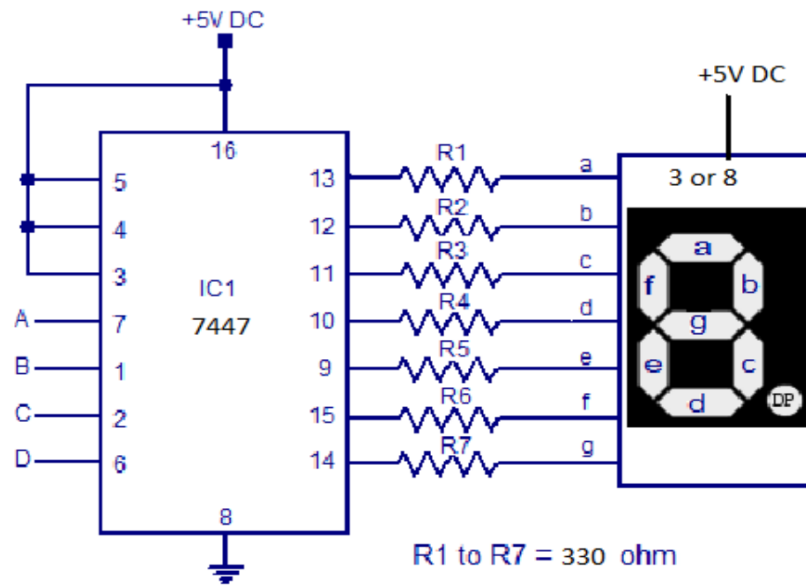 +5V DC
+5V DC
16
3 or 8
5 13 R1 a
4 12 R2 b
3 11 R3 c
IC1
7447
A 7 10 R4 d
B 1 9 R5 e
C 2 15 R6 f
D 6 14 R7 g
8
a
f b
g
e c
d DP
R1 to R7 = 330 ohm